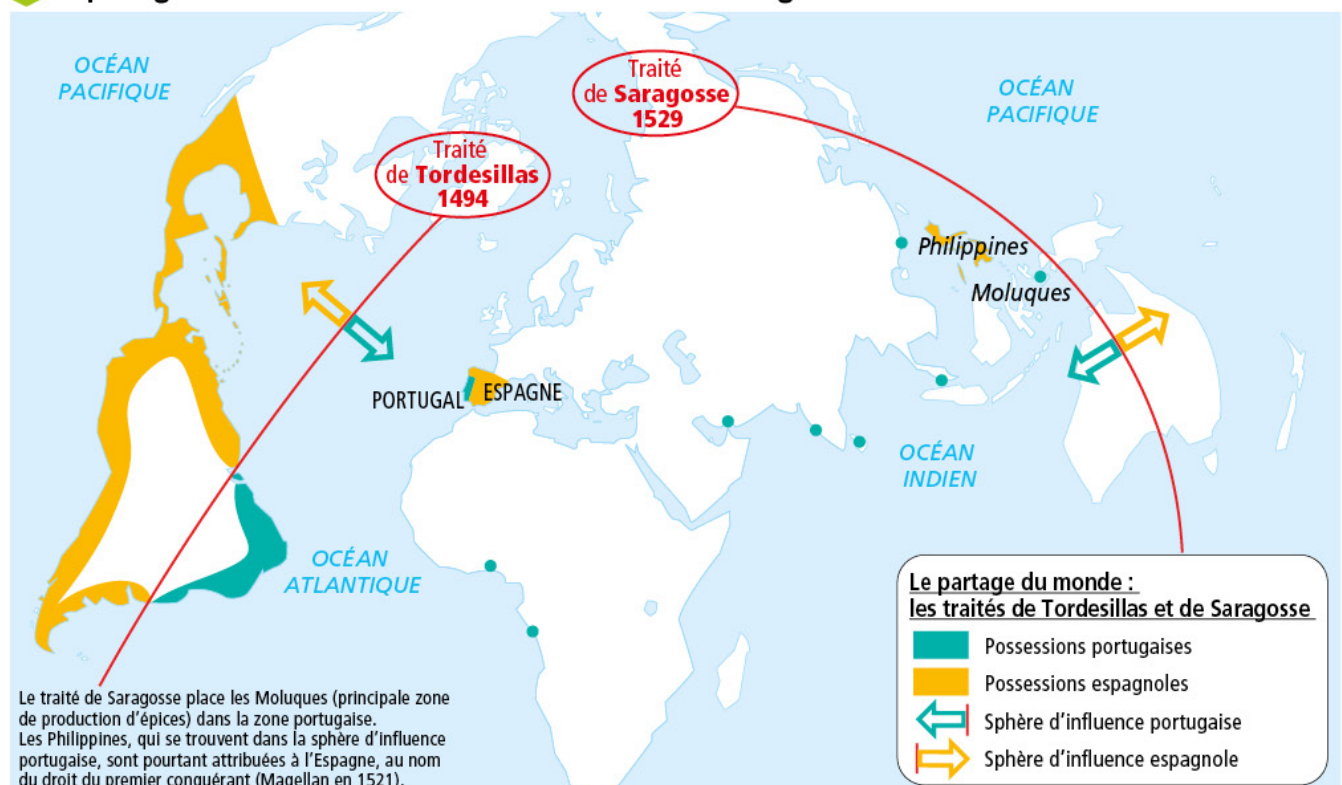 OCÉAN
PACIFIQUE
Traité
de Saragosse
1529
OCÉAN
PACIFIQUE
Traité
de Tordesillas
1494
Philippines
Moluques
PORTUGAL
ESPAGNE
OCÉAN
INDIEN
OCÉAN
ATLANTIQUE
Le partage du monde :
les traités de Tordesillas et de Saragosse
Possessions portugaises
Possessions espagnoles
Sphère d'influence portugaise
Sphère d'influence espagnole
Le traité de Saragosse place les Moluques (principale zone
de production d'épices) dans la zone portugaise.
Les Philippines, qui se trouvent dans la sphère d'influence
portugaise, sont pourtant attribuées à l'Espagne, au nom
du droit du premier conquérant (Magellan en 1521).